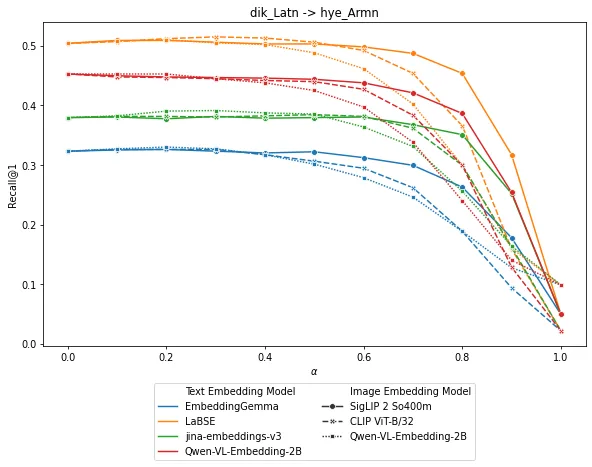 dik_Latn -> hye_Armn
Recall@1
0.5
0.4
0.3
0.2
0.1
0.0
0.0 0.2 0.4 0.6 0.8 1.0
α
Text Embedding Model Image Embedding Model
EmbeddingGemma SigLIP 2 So400m
LaBSE CLIP ViT-B/32
jina-embeddings-v3 Qwen-VL-Embedding-2B
Qwen-VL-Embedding-2B